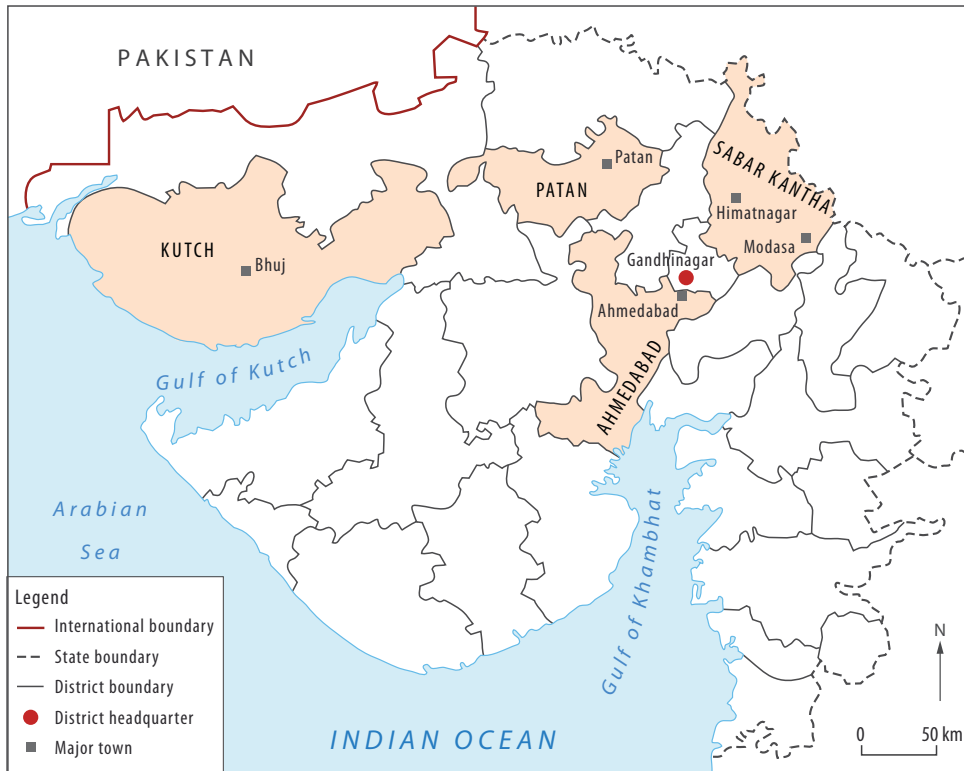 PAKISTAN
Patan
PATAN
SABAR KANTHA
Himatnagar
Modasa
KUTCH
Bhuj
Gandhinagar
Ahmedabad
AHMEDABAD
Gulf of Kutch
Arabian
Sea
Gulf of Khambhat
INDIAN OCEAN
Legend
International boundary
State boundary
District boundary
District headquarter
Major town
N
0 50 km